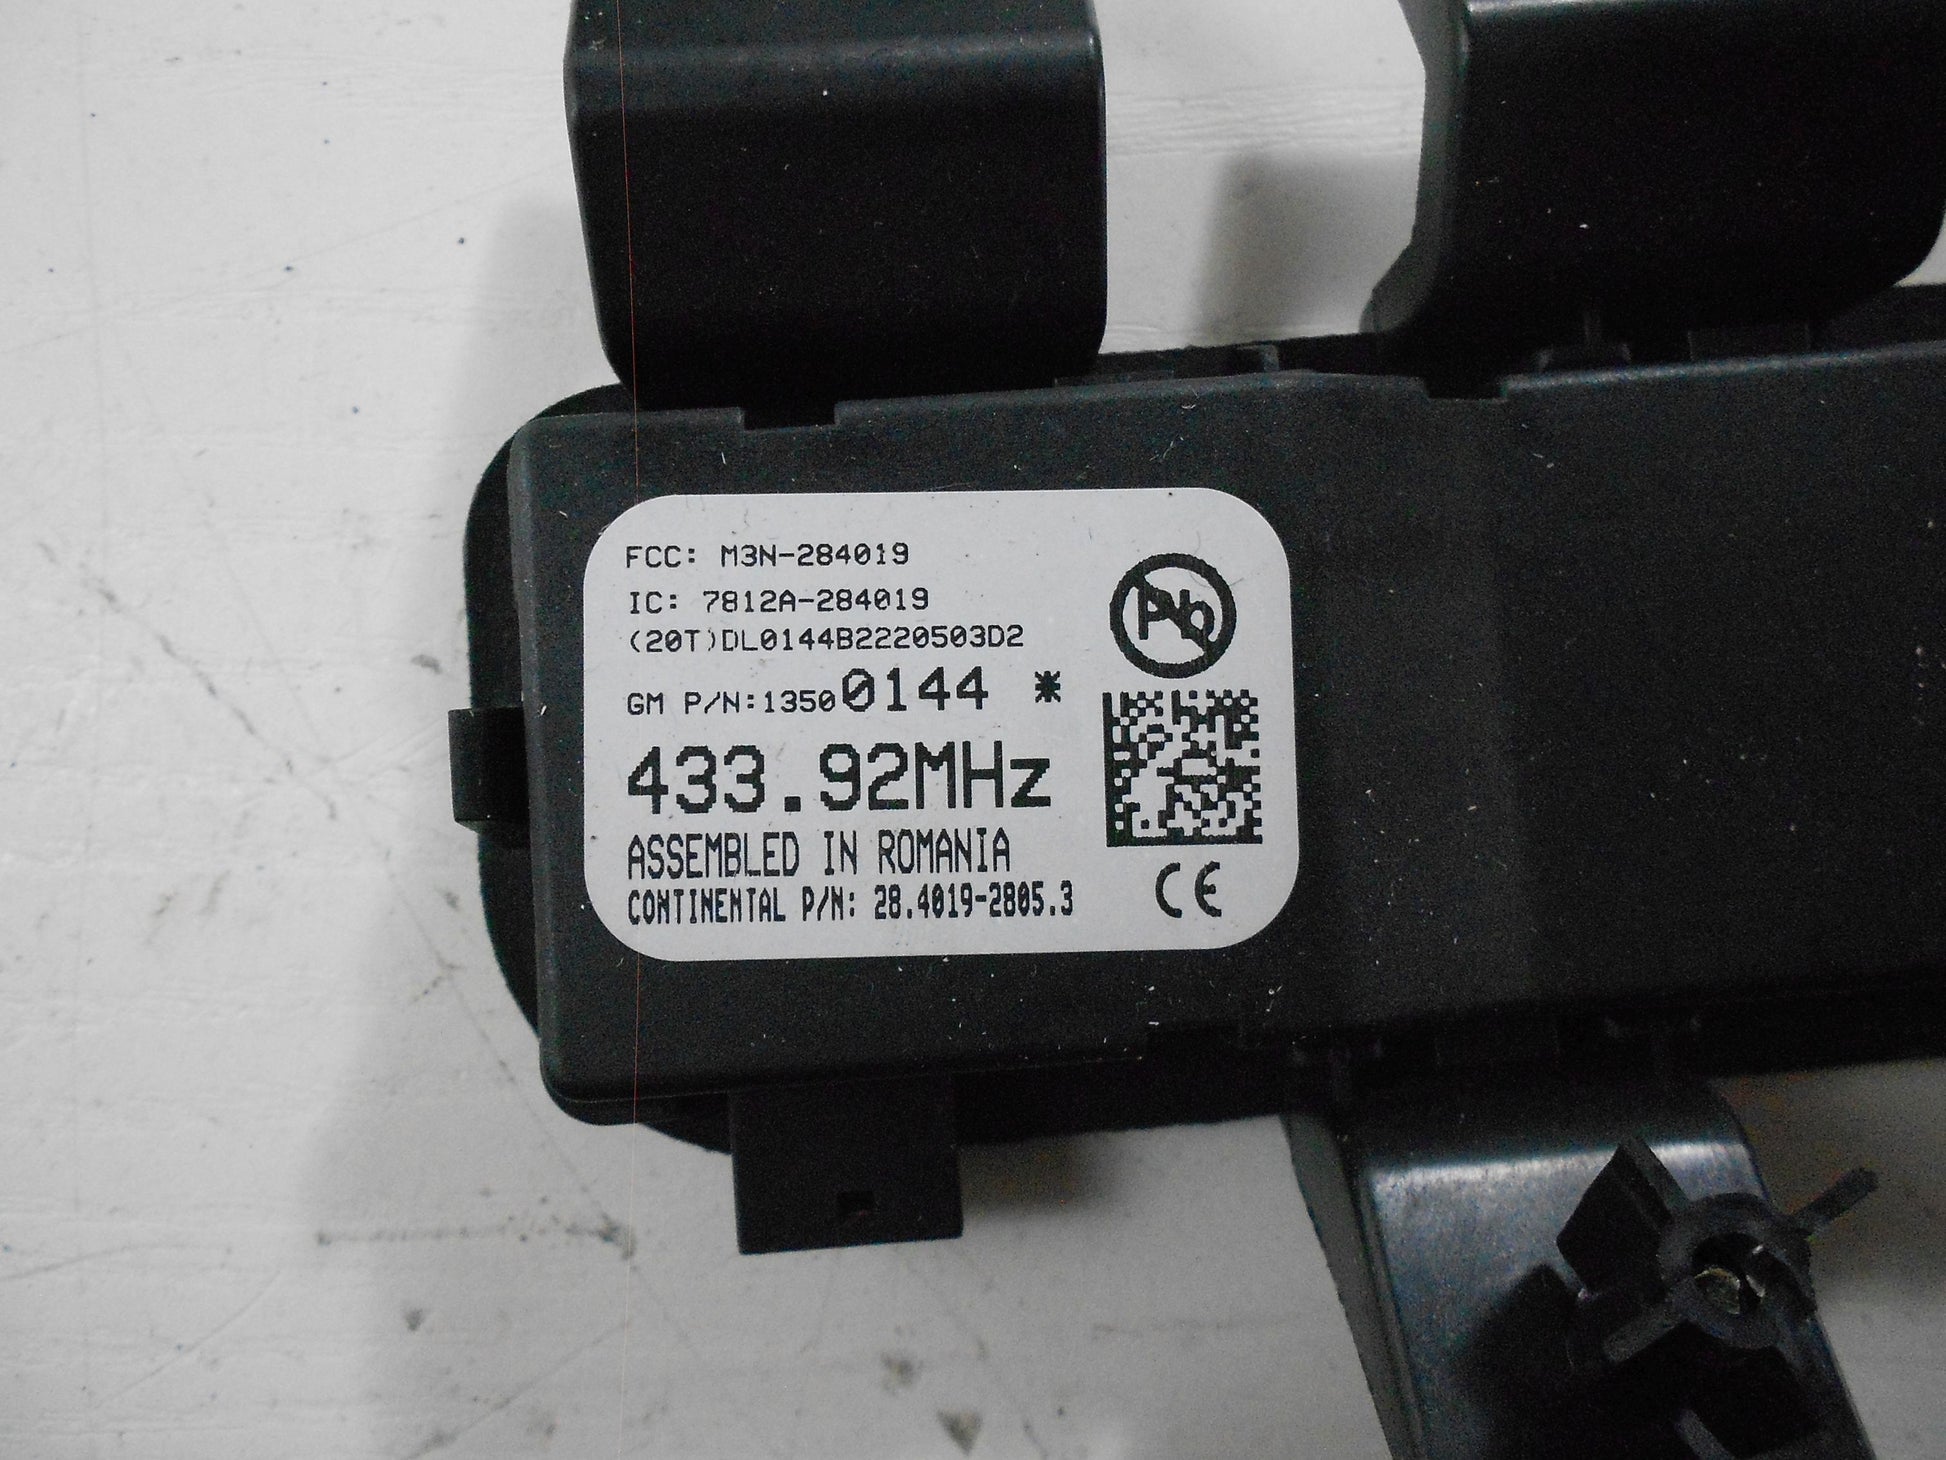 FCC: M3N-284019
IC: 7812A-284019
(20T)DL0144B2220503D2
GM P/N:13500144 *
433.92MHz
ASSEMBLED IN ROMANIA
CONTINENTAL P/N: 28.4019-2805.3
Pb
CE